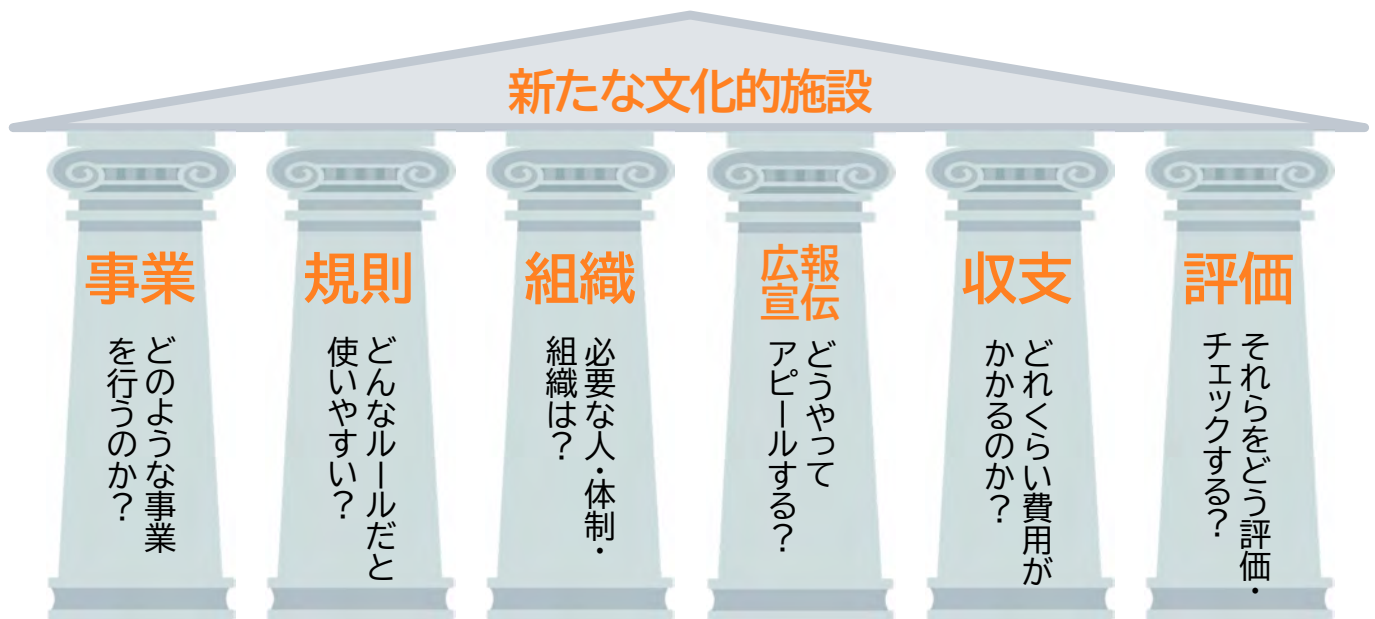 新たな文化的施設
事業
どのような事業
を行うのか？
規則
どんなルールだと
使いやすい？
組織
必要な人・体制・
組織は？
広報
宣伝
どうやって
アピールする？
収支
どれくらい費用が
かかるのか？
評価
それらをどう評価・
チェックする？